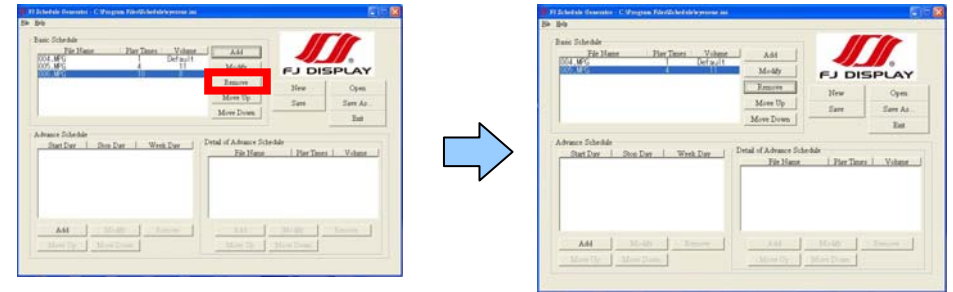 FJ Schedule Generator - C:\Program Files\Schedule\eyezone.ini
File Help
Basic Schedule
File Name Play Times Volume
004.MPG 1 Default
005.MPG 4 11
006.MPG 10 8
Add
Modify
Remove
Move Up
Move Down
FJ DISPLAY
New Open
Save Save As..
Exit
Advance Schedule
Start Day Stop Day Week Day
Add Modify Remove
Move Up Move Down
Detail of Advance Schedule
File Name Play Times Volume
Add Modify Remove
Move Up Move Down
FJ Schedule Generator - C:\Program Files\Schedule\eyezone.ini
File Help
Basic Schedule
File Name Play Times Volume
004.MPG 1 Default
005.MPG 4 11
Add
Modify
Remove
Move Up
Move Down
FJ DISPLAY
New Open
Save Save As..
Exit
Advance Schedule
Start Day Stop Day Week Day
Add Modify Remove
Move Up Move Down
Detail of Advance Schedule
File Name Play Times Volume
Add Modify Remove
Move Up Move Down